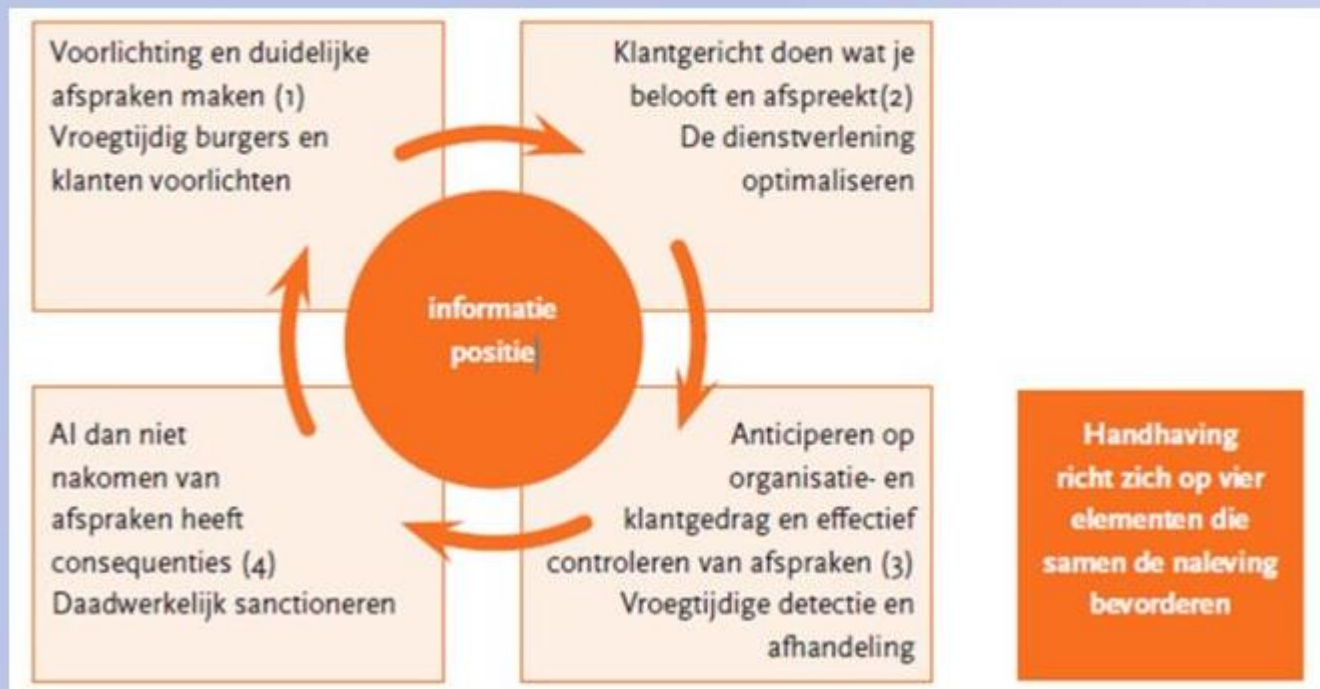 Voorlichting en duidelijke
afspraken maken (1)
Vroegtijdig burgers en
klanten voorlichten
Klantgericht doen wat je
belooft en afspreekt(2)
De dienstverlening
optimaliseren
informatie
positie
Al dan niet
nakomen van
afspraken heeft
consequenties (4)
Daadwerkelijk sanctioneren
Anticiperen op
organisatie- en
klantgedrag en effectief
controleren van afspraken (3)
Vroegtijdige detectie en
afhandeling
Handhaving
richt zich op vier
elementen die
samen de naleving
bevorderen